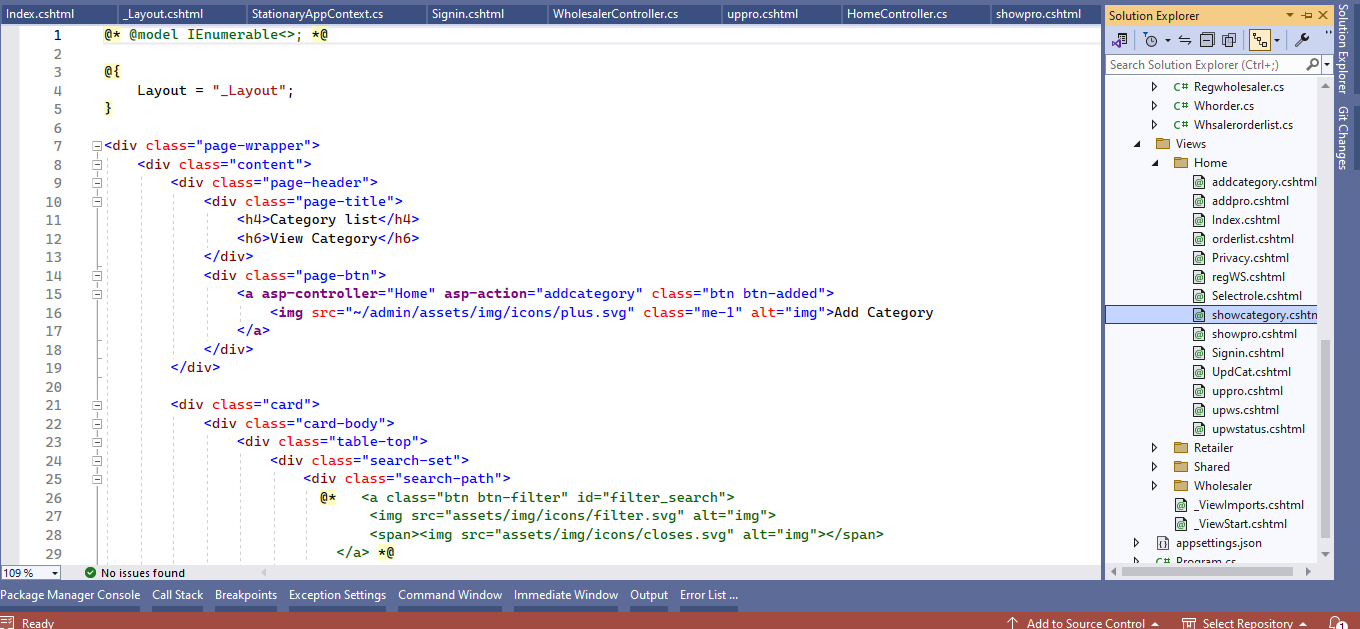 Index.cshtml _Layout.cshtml StationaryAppContext.cs Signin.cshtml WholesalerController.cs uppro.cshtml HomeController.cs showpro.cshtml
1 @* @model IEnumerable<>; *@
2
3 @{
4 Layout = "_Layout";
5 }
6
7 <div class="page-wrapper">
8 <div class="content">
9 <div class="page-header">
10 <div class="page-title">
11 <h4>Category list</h4>
12 <h6>View Category</h6>
13 </div>
14 <div class="page-btn">
15 <a asp-controller="Home" asp-action="addcategory" class="btn btn-added">
16 <img src="~/admin/assets/img/icons/plus.svg" class="me-1" alt="img">Add Category
17 </a>
18 </div>
19 </div>
20
21 <div class="card">
22 <div class="card-body">
23 <div class="table-top">
24 <div class="search-set">
25 <div class="search-path">
26 @* <a class="btn btn-filter" id="filter_search">
27 <img src="assets/img/icons/filter.svg" alt="img">
28 <span><img src="assets/img/icons/closes.svg" alt="img"></span>
29 </a> *@
109 % No issues found
Solution Explorer
Search Solution Explorer (Ctrl+;)
C# Regwholesaler.cs
C# Whorder.cs
C# Whsalerorderlist.cs
Views
Home
addcategory.cshtml
addpro.cshtml
Index.cshtml
orderlist.cshtml
Privacy.cshtml
regWS.cshtml
Selectrole.cshtml
showcategory.cshtm
showpro.cshtml
Signin.cshtml
UpdCat.cshtml
uppro.cshtml
upws.cshtml
upwstatus.cshtml
Retailer
Shared
Wholesaler
_ViewImports.cshtml
_ViewStart.cshtml
appsettings.json
C# Program.cs
Solution Explorer
Git Changes
Package Manager Console Call Stack Breakpoints Exception Settings Command Window Immediate Window Output Error List ...
Ready Add to Source Control Select Repository 1